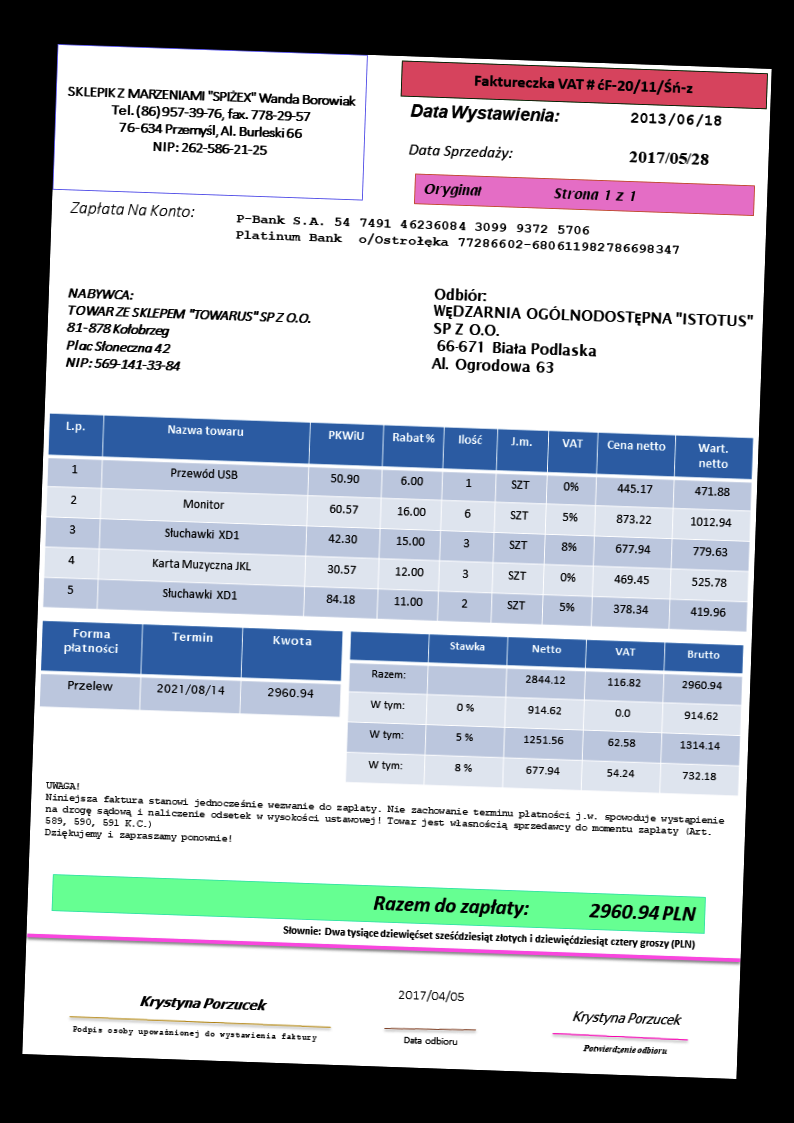 SKLEPIK Z MARZENIAMI "SPIŻEX" Wanda Borowiak
Tel. (86) 957-39-76, fax. 778-29-57
76-634 Przemyśl, Al. Burleski 66
NIP: 262-586-21-25
Faktureczka VAT # ćF-20/11/Śń-z
Data Wystawienia: 2013/06/18
Data Sprzedaży: 2017/05/28
Oryginał Strona 1 z 1
Zapłata Na Konto:
P-Bank S.A. 54 7491 46236084 3099 9372 5706
Platinum Bank o/Ostrołęka 77286602-680611982786698347
NABYWCA:
TOWAR ZE SKLEPEM "TOWARUS" SP Z O.O.
81-878 Kołobrzeg
Plac Słoneczna 42
NIP: 569-141-33-84
Odbiór:
WĘDZARNIA OGÓLNODOSTĘPNA "ISTOTUS"
SP Z O.O.
66-671 Biała Podlaska
Al. Ogrodowa 63
L.p. Nazwa towaru PKWiU Rabat % Ilość J.m. VAT Cena netto Wart. netto
1 Przewód USB 50.90 6.00 1 SZT 0% 445.17 471.88
2 Monitor 60.57 16.00 6 SZT 5% 873.22 1012.94
3 Słuchawki XD1 42.30 15.00 3 SZT 8% 677.94 779.63
4 Karta Muzyczna JKL 30.57 12.00 3 SZT 0% 469.45 525.78
5 Słuchawki XD1 84.18 11.00 2 SZT 5% 378.34 419.96
Forma płatności Termin Kwota
Przelew 2021/08/14 2960.94
Stawka Netto VAT Brutto
Razem: 2844.12 116.82 2960.94
W tym: 0 % 914.62 0.0 914.62
W tym: 5 % 1251.56 62.58 1314.14
W tym: 8 % 677.94 54.24 732.18
UWAGA!
Niniejsza faktura stanowi jednocześnie wezwanie do zapłaty. Nie zachowanie terminu płatności j.w. spowoduje wystąpienie
na drogę sądową i naliczenie odsetek w wysokości ustawowej! Towar jest własnością sprzedawcy do momentu zapłaty (Art.
589, 590, 591 K.C.)
Dziękujemy i zapraszamy ponownie!
Razem do zapłaty: 2960.94 PLN
Słownie: Dwa tysiące dziewięćset sześćdziesiąt złotych i dziewięćdziesiąt cztery groszy (PLN)
Krystyna Porzucek
Podpis osoby upoważnionej do wystawienia faktury
2017/04/05
Data odbioru
Krystyna Porzucek
Potwierdzenie odbioru